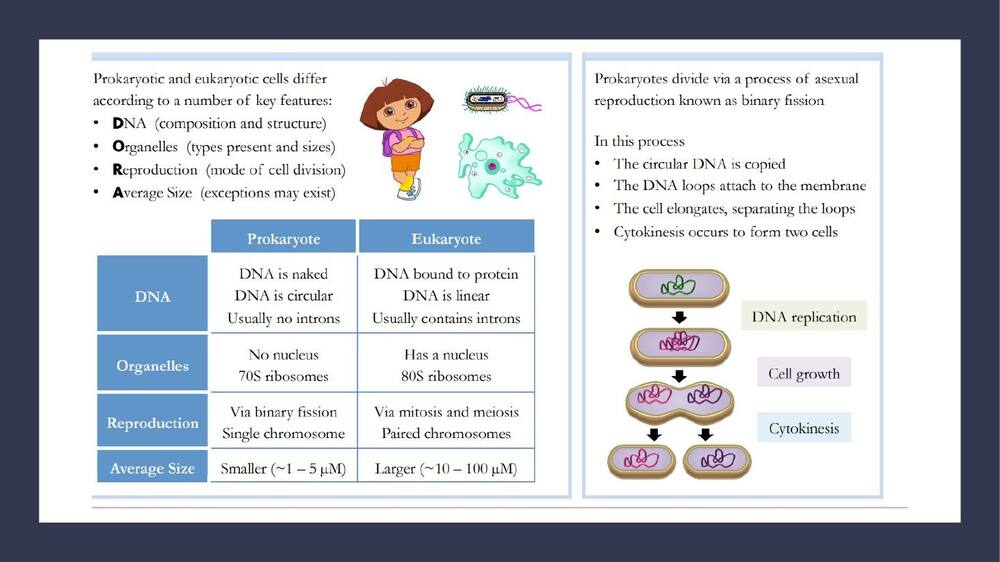 Prokaryotic and eukaryotic cells differ
according to a number of key features:
• DNA (composition and structure)
• Organelles (types present and sizes)
• Reproduction (mode of cell division)
• Average Size (exceptions may exist)
Prokaryote Eukaryote
DNA
DNA is naked
DNA is circular
Usually no introns
DNA bound to protein
DNA is linear
Usually contains introns
Organelles
No nucleus
70S ribosomes
Has a nucleus
80S ribosomes
Reproduction
Via binary fission
Single chromosome
Via mitosis and meiosis
Paired chromosomes
Average Size
Smaller (~1 – 5 μM)
Larger (~10 – 100 μM)
Prokaryotes divide via a process of asexual
reproduction known as binary fission
In this process
• The circular DNA is copied
• The DNA loops attach to the membrane
• The cell elongates, separating the loops
• Cytokinesis occurs to form two cells
DNA replication
Cell growth
Cytokinesis